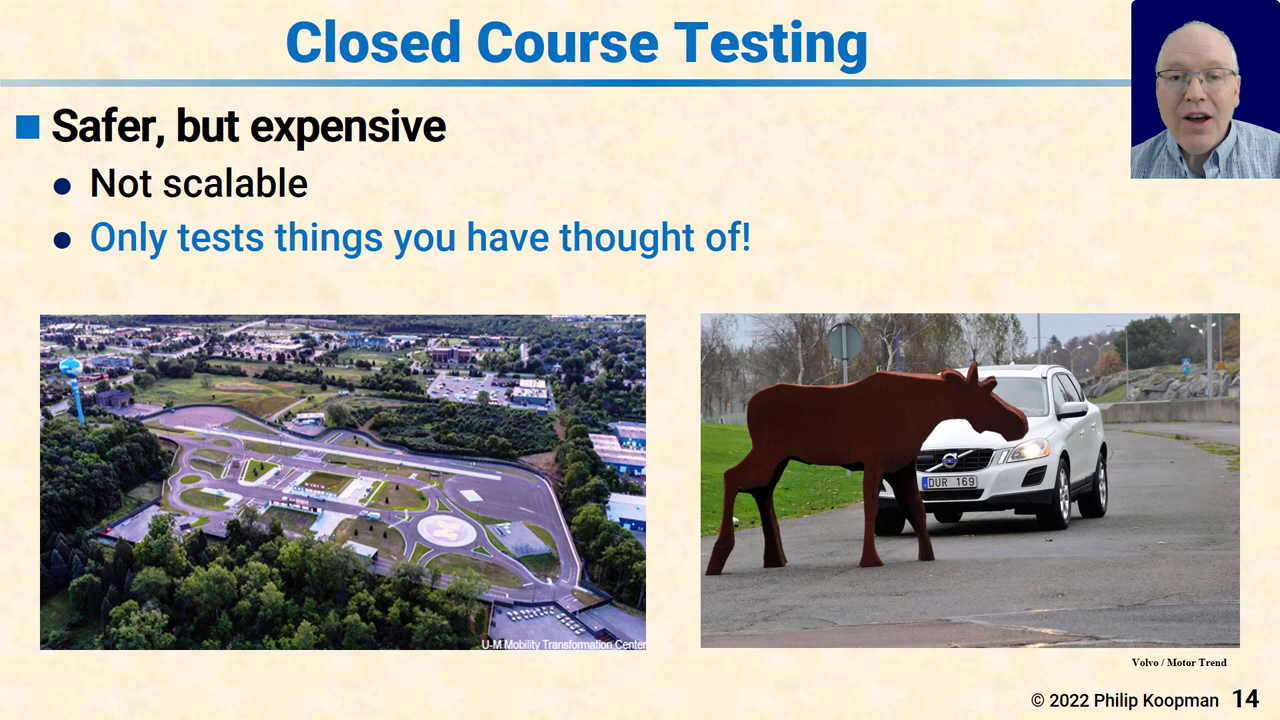 Closed Course Testing
Safer, but expensive
Not scalable
Only tests things you have thought of!
U-M Mobility Transformation Center
DUR 169
Volvo / Motor Trend
© 2022 Philip Koopman 14